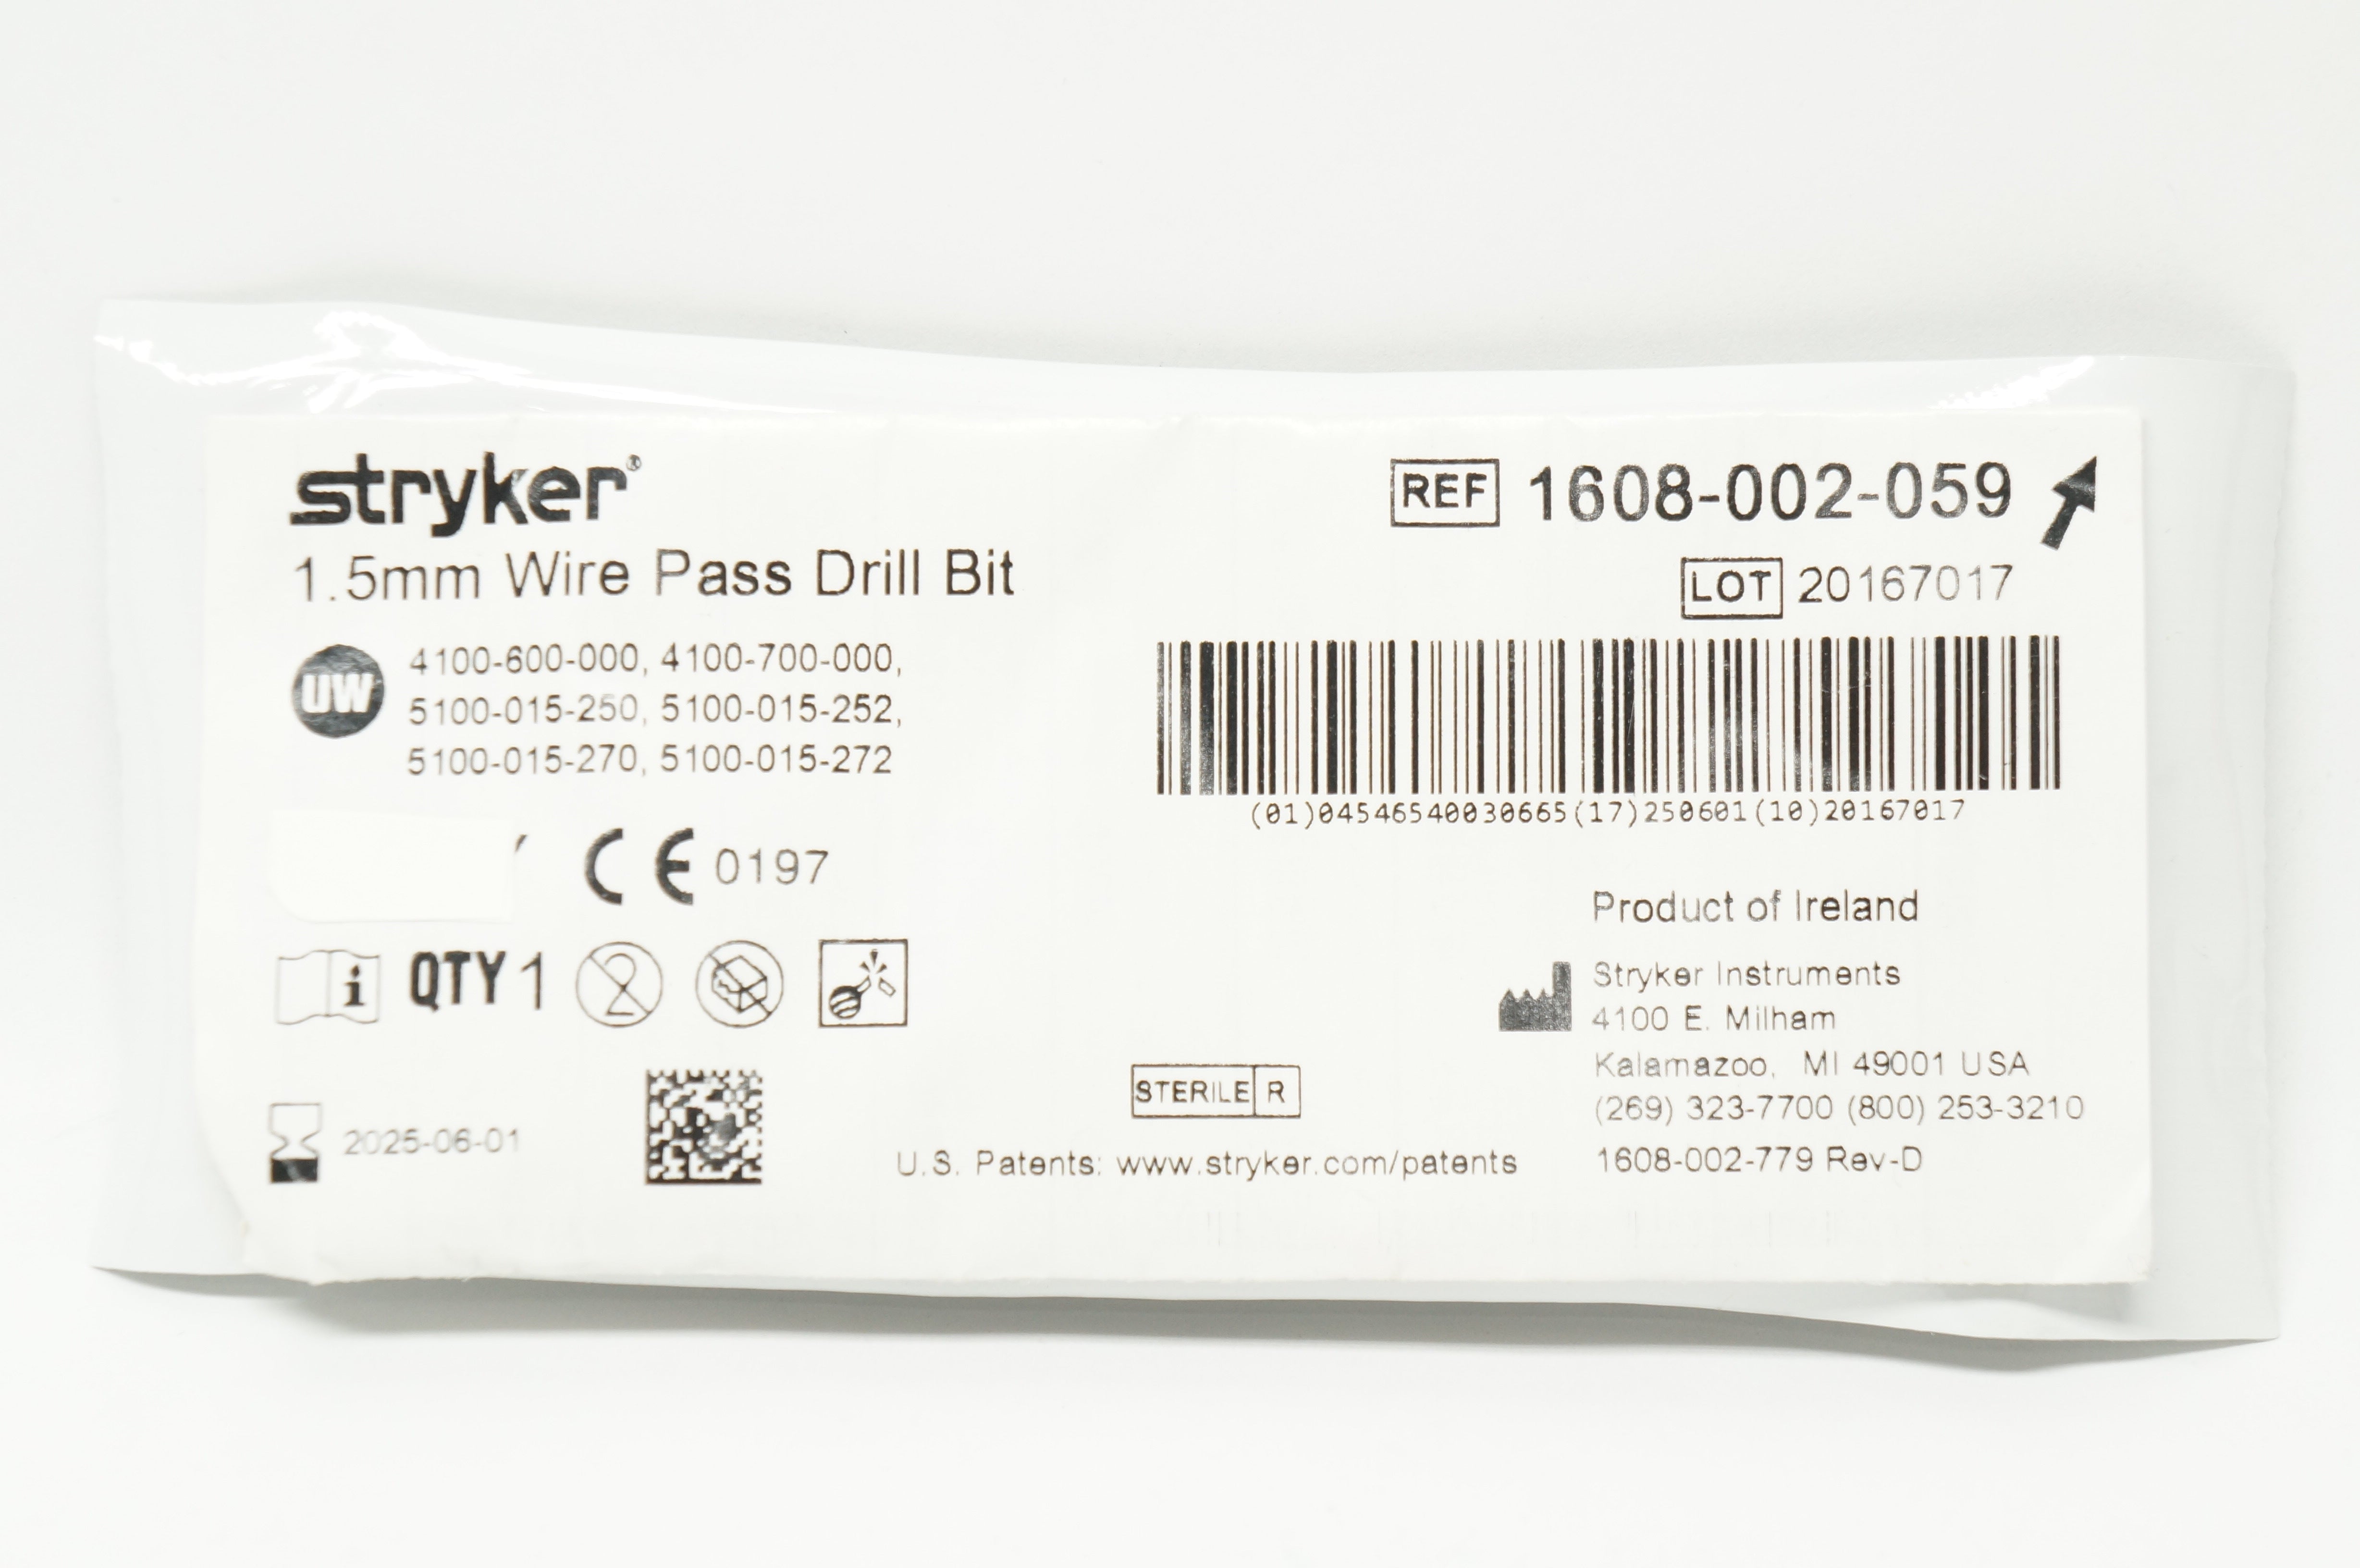 stryker®
1.5mm Wire Pass Drill Bit
UW
4100-600-000, 4100-700-000,
5100-015-250, 5100-015-252,
5100-015-270, 5100-015-272
CE 0197
i QTY 1 2
2025-06-01
REF 1608-002-059
LOT 20167017
(01)04546540030665(17)250601(10)20167017
Product of Ireland
Stryker Instruments
4100 E. Milham
Kalamazoo, MI 49001 USA
(269) 323-7700 (800) 253-3210
1608-002-779 Rev-D
STERILE R
U.S. Patents: www.stryker.com/patents